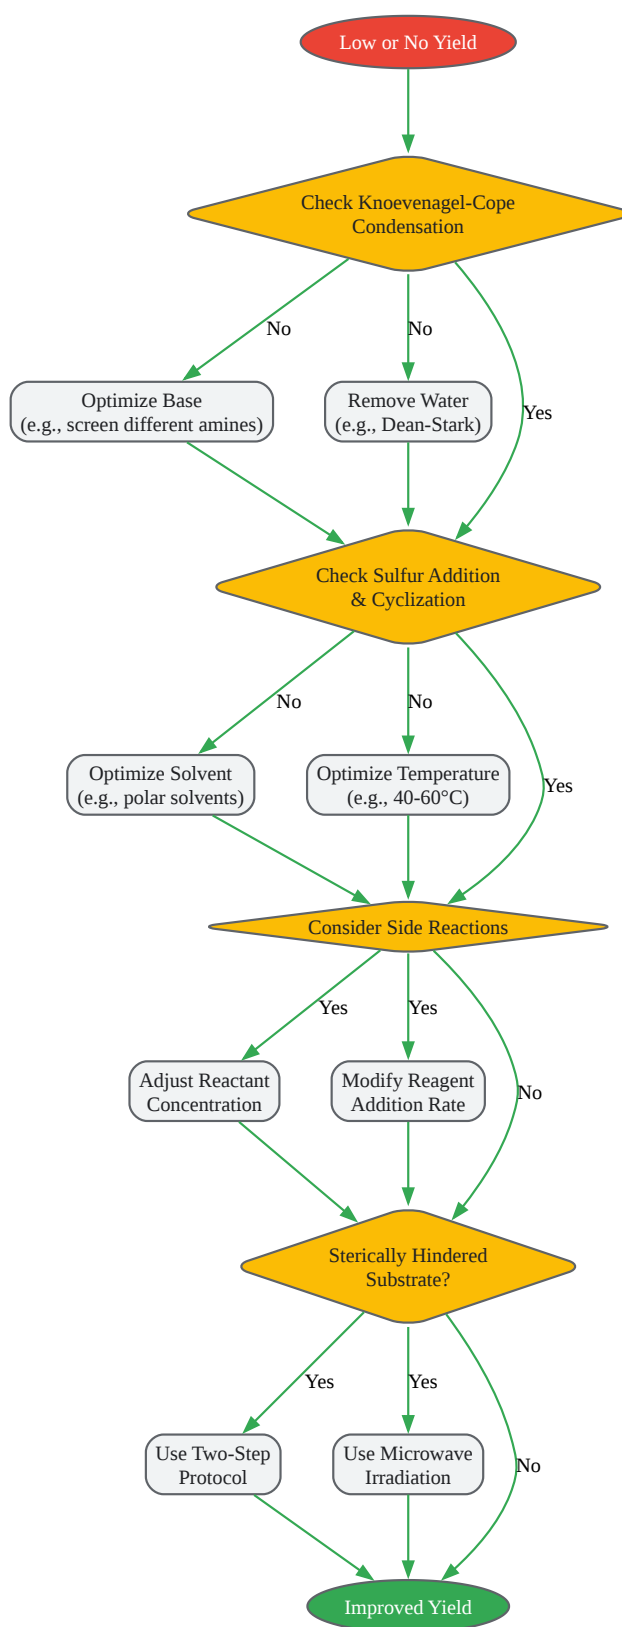 Low or No Yield
Check Knoevenagel-Cope
Condensation
No
No
Optimize Base
(e.g., screen different amines)
Remove Water
(e.g., Dean-Stark)
Yes
Check Sulfur Addition
& Cyclization
No
No
Optimize Solvent
(e.g., polar solvents)
Optimize Temperature
(e.g., 40-60°C)
Yes
Consider Side Reactions
Yes
Yes
Adjust Reactant
Concentration
Modify Reagent
Addition Rate
No
Sterically Hindered
Substrate?
Yes
Yes
Use Two-Step
Protocol
Use Microwave
Irradiation
No
Improved Yield